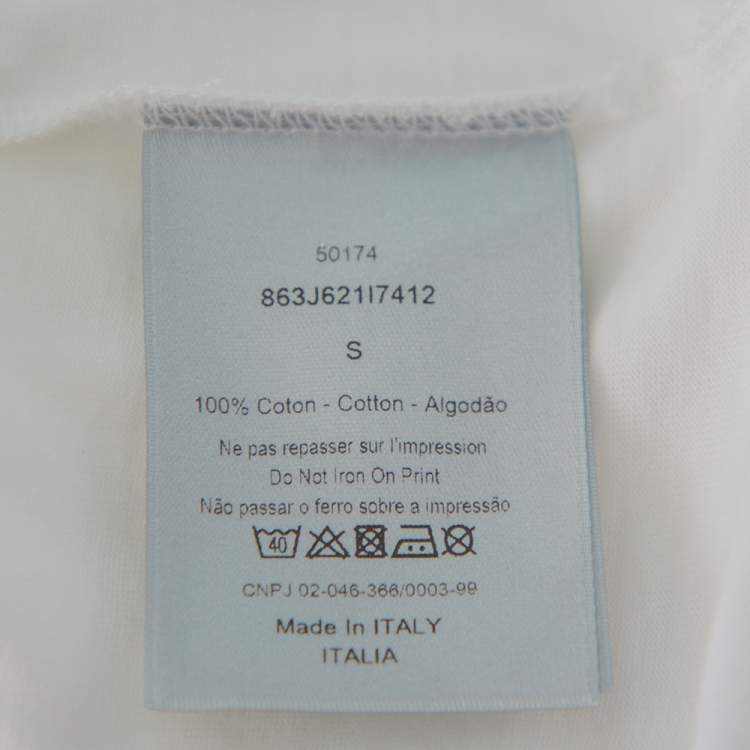 50174
863J621I7412
S
100% Coton - Cotton - Algodão
Ne pas repasser sur l'impression
Do Not Iron On Print
Não passar o ferro sobre a impressão
40
CNPJ 02-046-366/0003-99
Made In ITALY
ITALIA